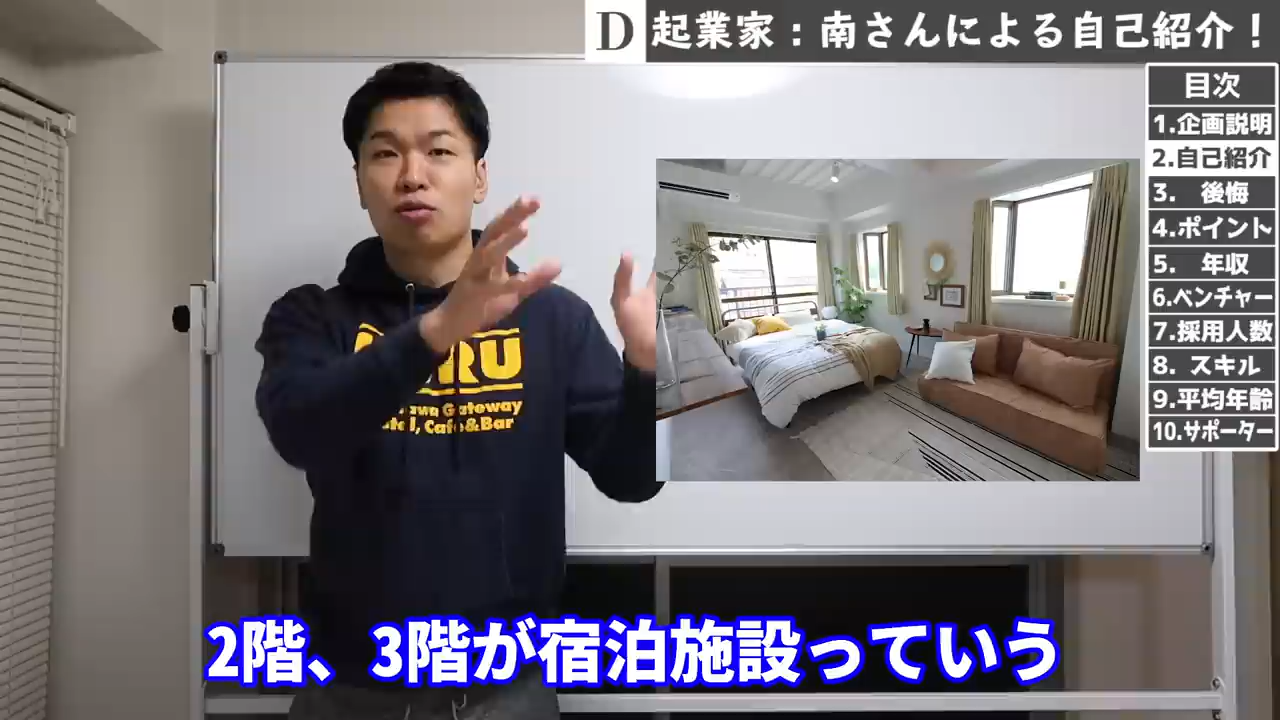 D 起業家：南さんによる自己紹介！
目次
1.企画説明
2.自己紹介
3. 後悔
4.ポイント
5. 年収
6.ベンチャー
7.採用人数
8. スキル
9.平均年齢
10.サポーター
Gateway
Cafe&Bar
2階、3階が宿泊施設っていう